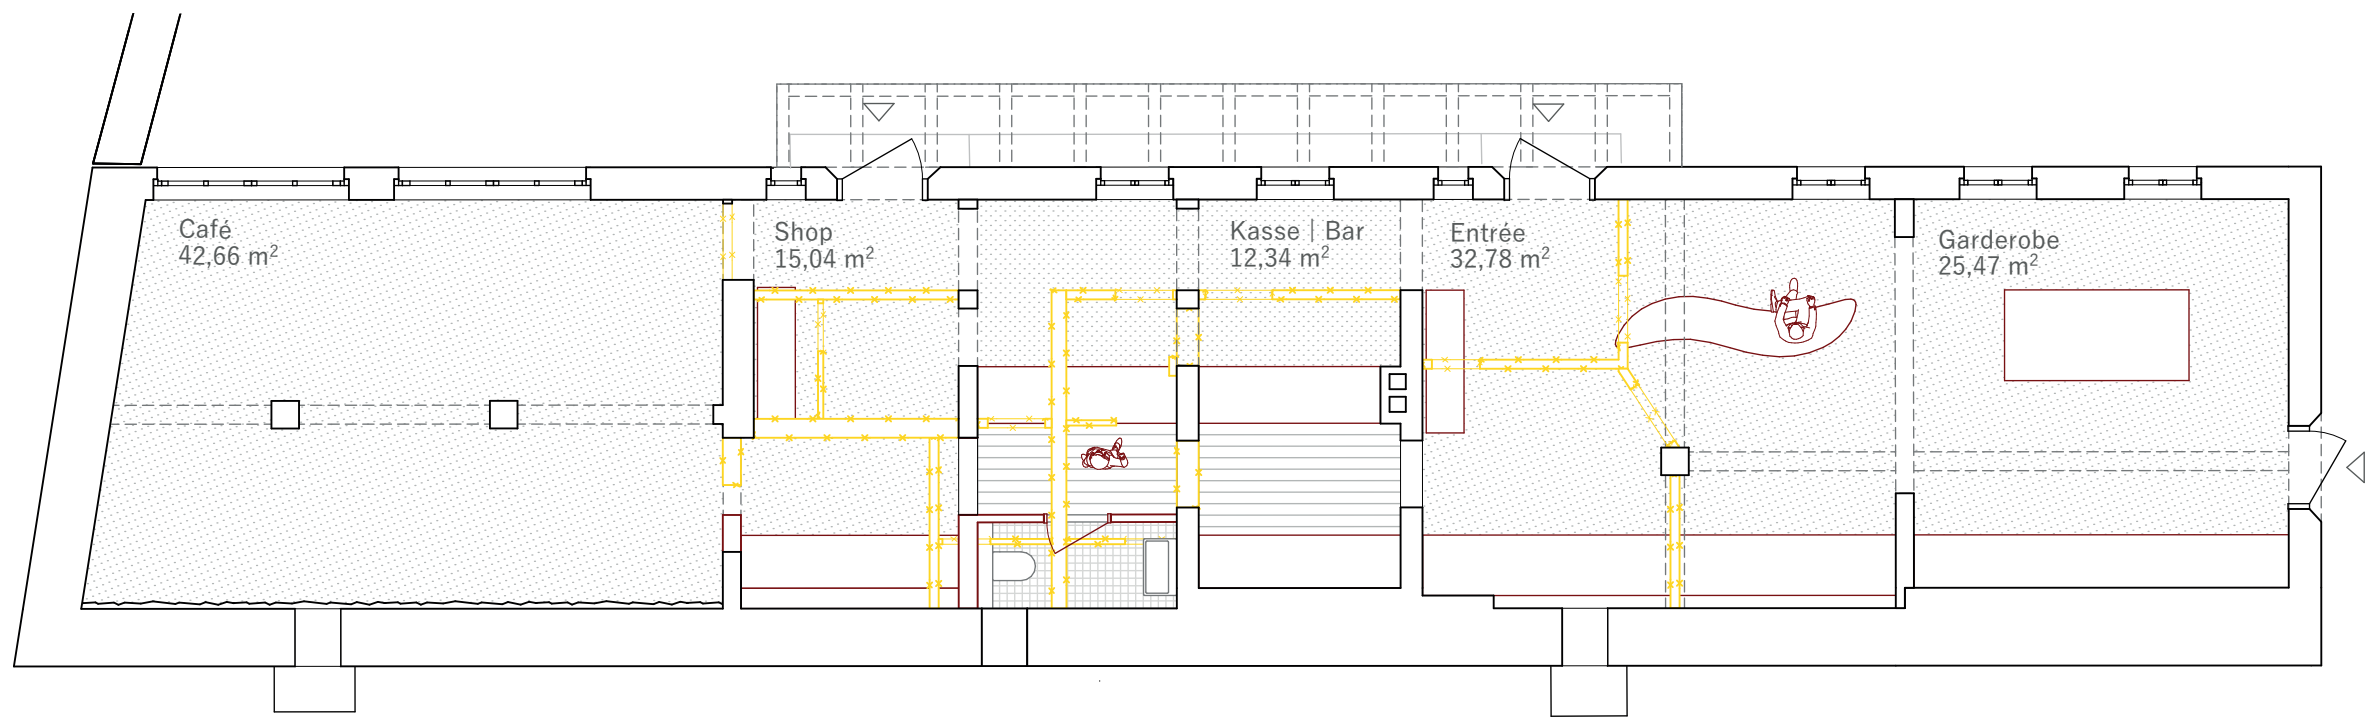 Café
42,66 m²
Shop
15,04 m²
Kasse | Bar
12,34 m²
Entrée
32,78 m²
Garderobe
25,47 m²